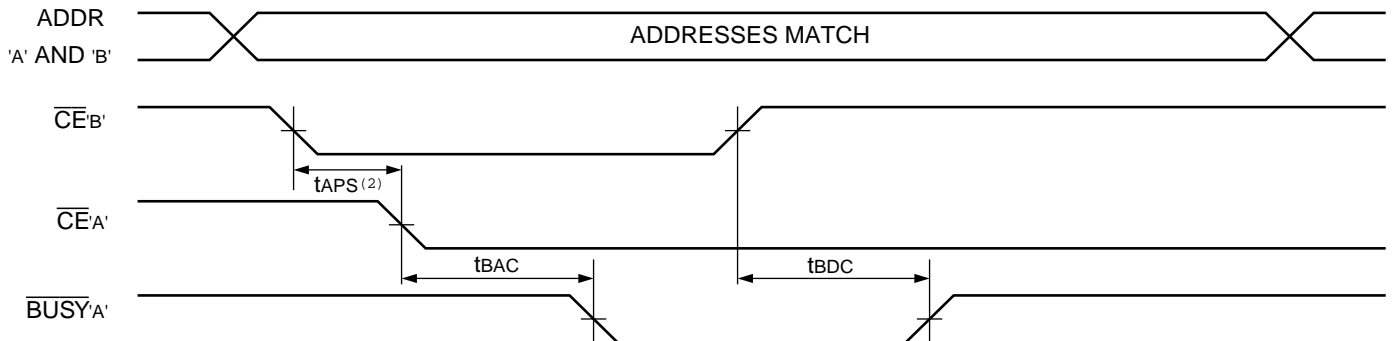 ADDR
'A' AND 'B'
ADDRESSES MATCH
CE'B'
tAPS (2)
CE'A'
tBAC
tBDC
BUSY'A'